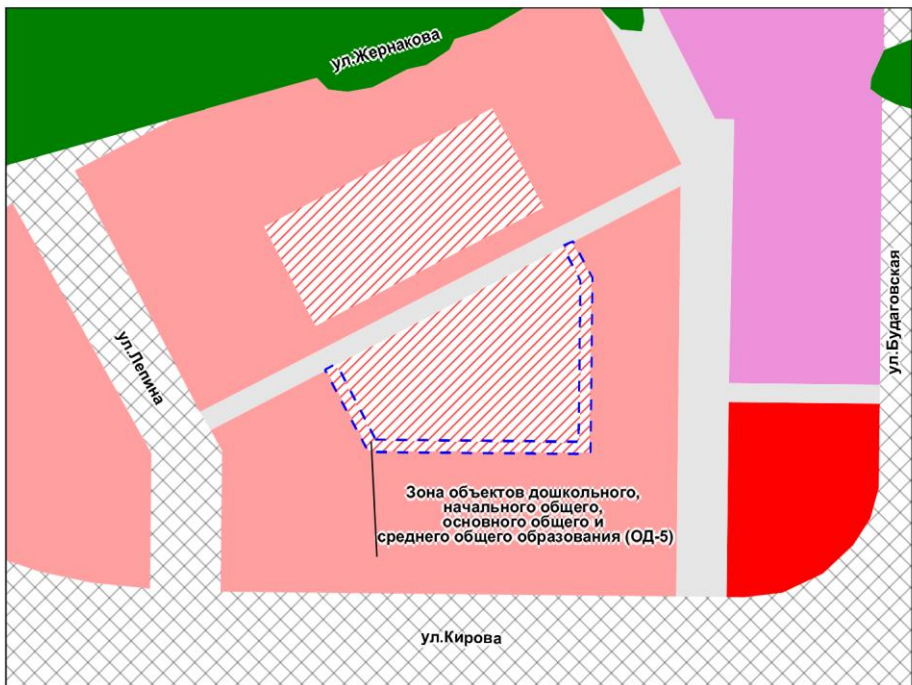 ул.Жернакова
ул.Лепина
ул.Будаговская
Зона объектов дошкольного,
начального общего,
основного общего и
среднего общего образования (ОД-5)
ул.Кирова